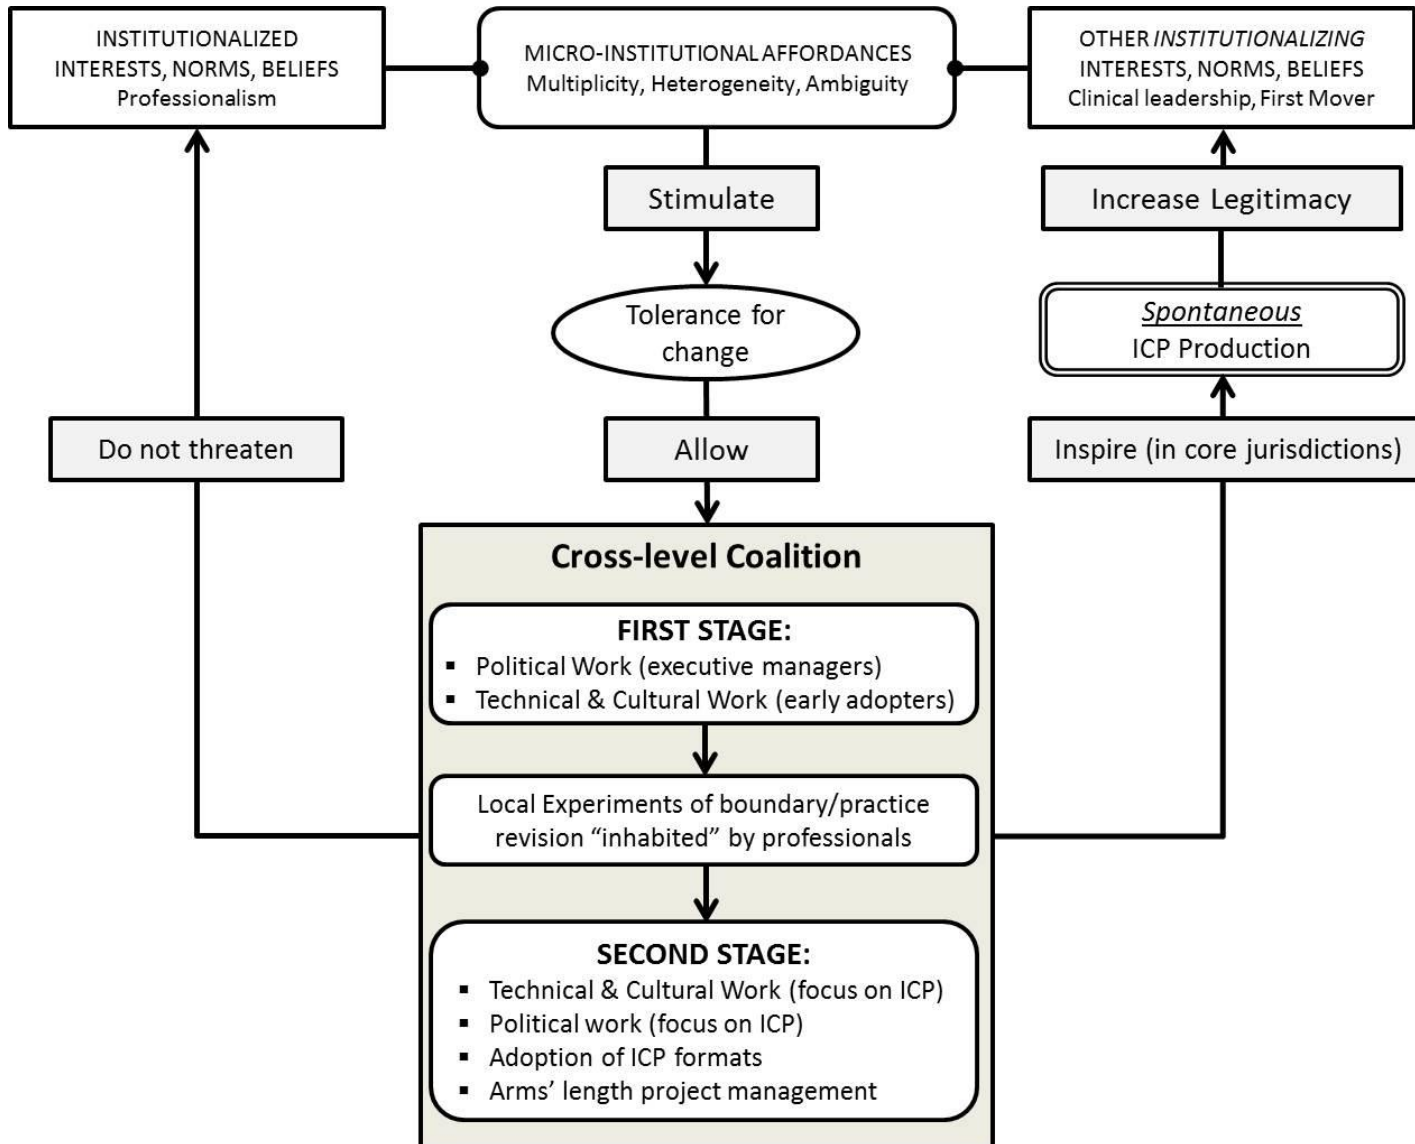 INSTITUTIONALIZED
INTERESTS, NORMS, BELIEFS
Professionalism
MICRO-INSTITUTIONAL AFFORDANCES
Multiplicity, Heterogeneity, Ambiguity
OTHER INSTITUTIONALIZING
INTERESTS, NORMS, BELIEFS
Clinical leadership, First Mover
Stimulate
Increase Legitimacy
Tolerance for
change
Spontaneous
ICP Production
Do not threaten
Allow
Inspire (in core jurisdictions)
Cross-level Coalition
FIRST STAGE:
▪ Political Work (executive managers)
▪ Technical & Cultural Work (early adopters)
Local Experiments of boundary/practice
revision “inhabited” by professionals
SECOND STAGE:
▪ Technical & Cultural Work (focus on ICP)
▪ Political work (focus on ICP)
▪ Adoption of ICP formats
▪ Arms’ length project management